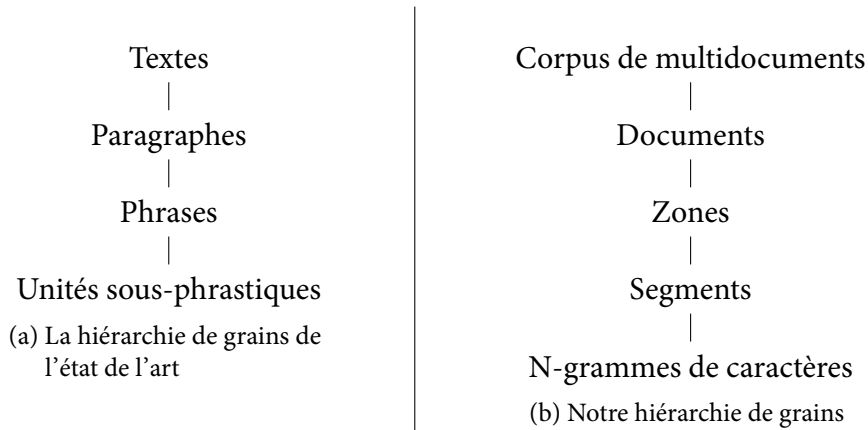 Textes
Paragraphes
Phrases
Unités sous-phrastiques
(a) La hiérarchie de grains de
l’état de l’art
Corpus de multidocuments
Documents
Zones
Segments
N-grammes de caractères
(b) Notre hiérarchie de grains